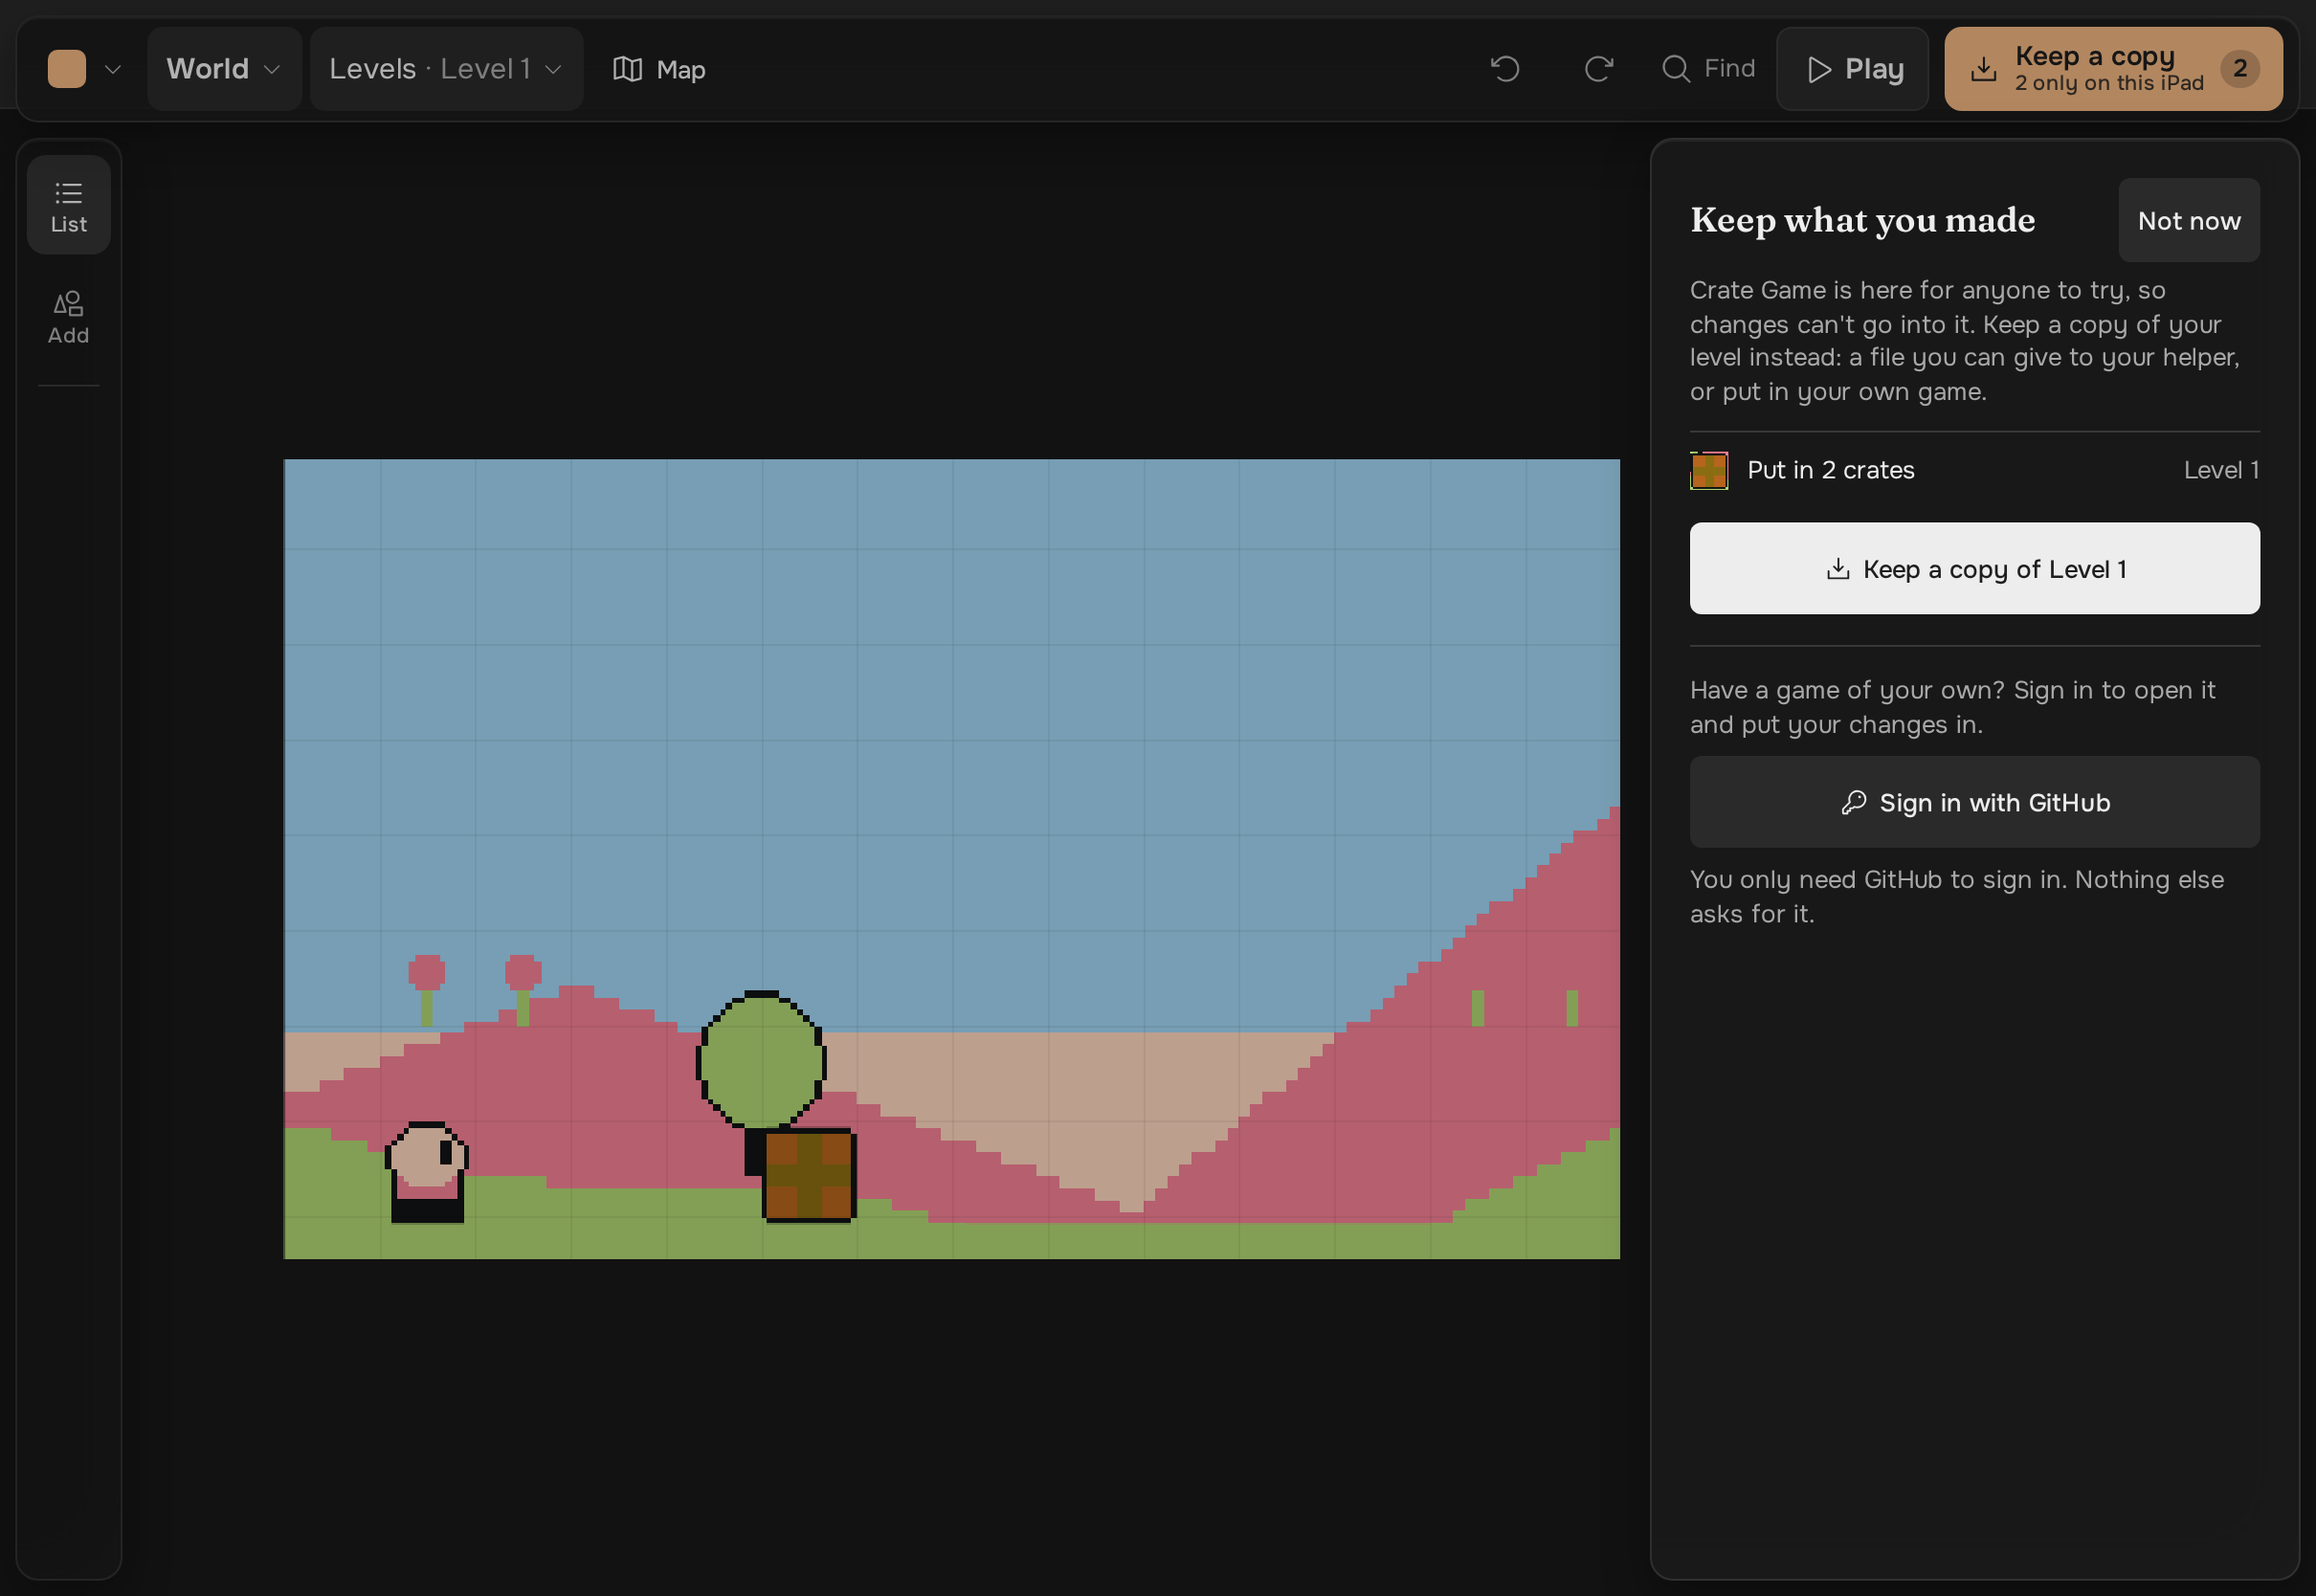 World
Levels · Level 1
Map
Find
Play
Keep a copy
2 only on this iPad
2
List
Add
Keep what you made
Not now
Crate Game is here for anyone to try, so
changes can't go into it. Keep a copy of your
level instead: a file you can give to your helper,
or put in your own game.
Put in 2 crates
Level 1
Keep a copy of Level 1
Have a game of your own? Sign in to open it
and put your changes in.
Sign in with GitHub
You only need GitHub to sign in. Nothing else
asks for it.